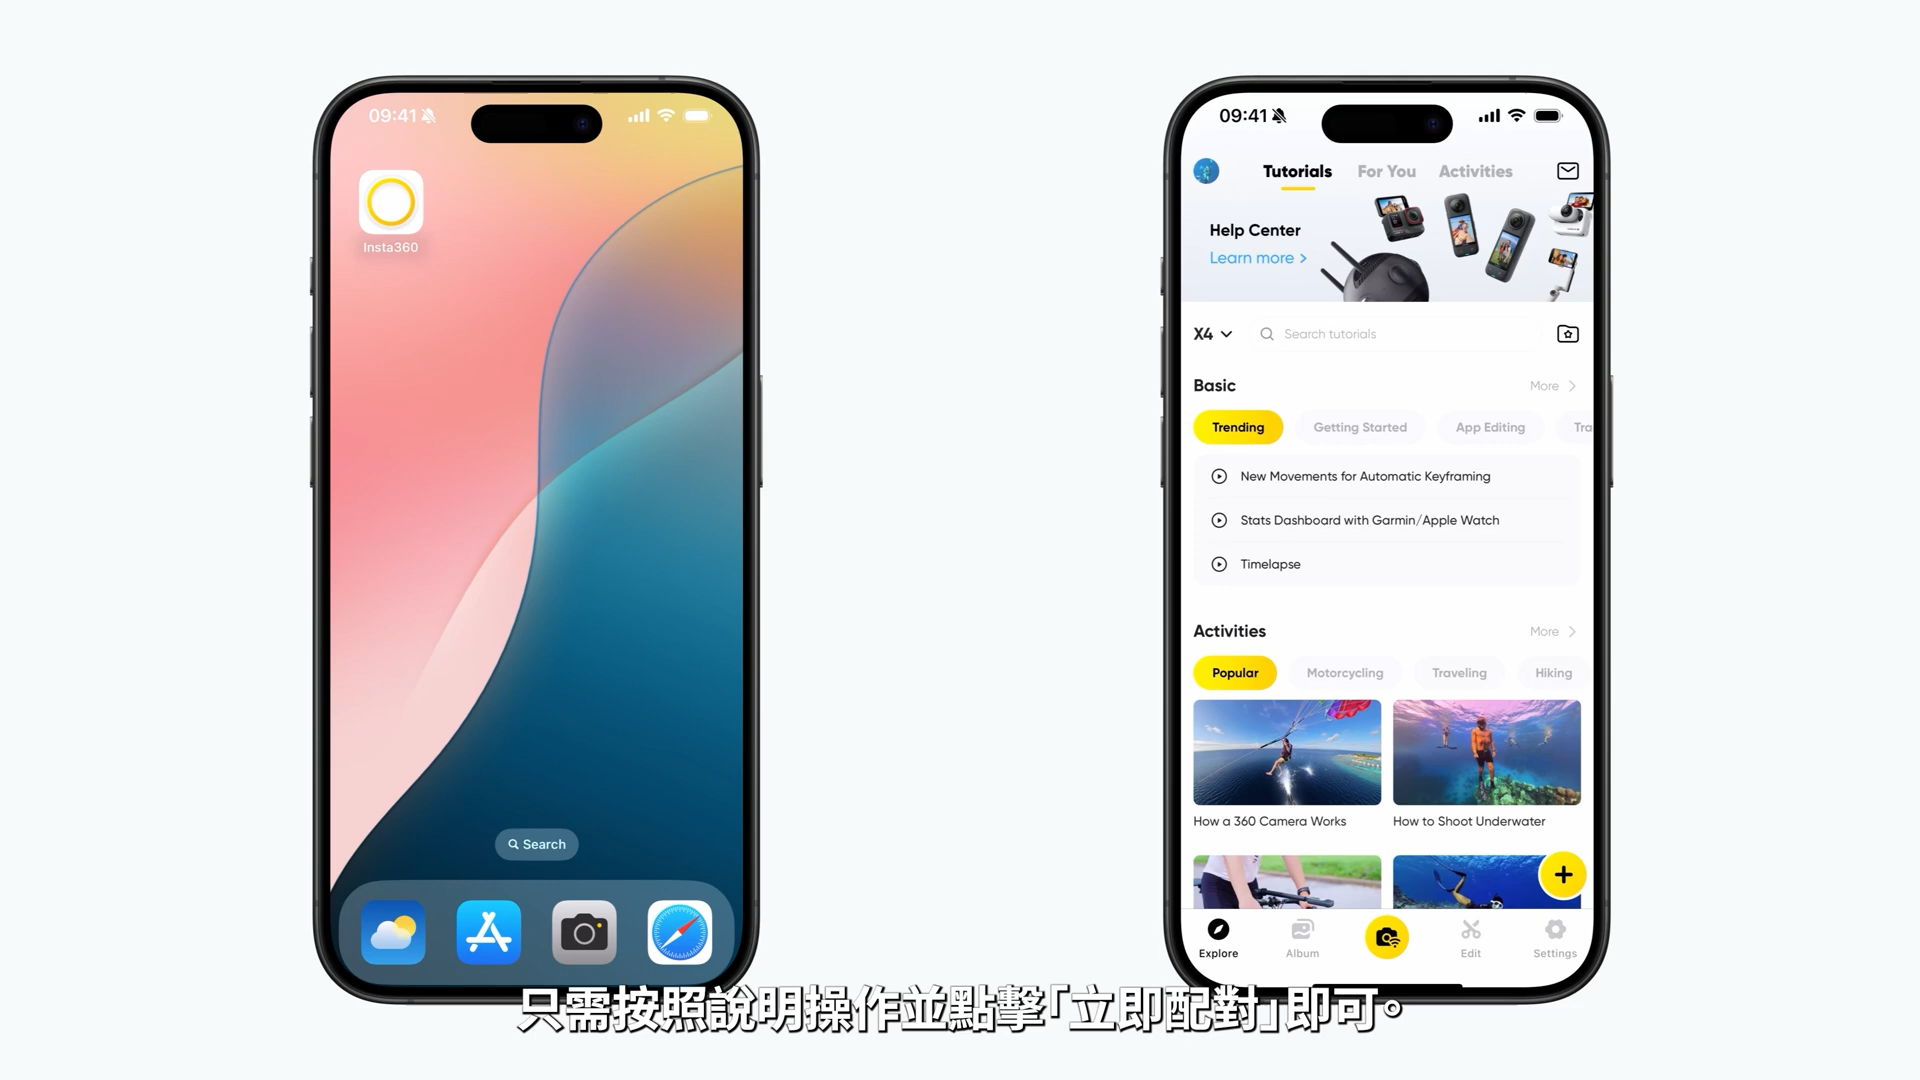 09:41
Insta360
Search
09:41
Tutorials For You Activities
Help Center
Learn more >
X4 Search tutorials
Basic More >
Trending Getting Started App Editing Tra
New Movements for Automatic Keyframing
Stats Dashboard with Garmin/Apple Watch
Timelapse
Activities More >
Popular Motorcycling Traveling Hiking
How a 360 Camera Works How to Shoot Underwater
Explore Album Edit Settings
只需按照說明操作並點擊「立即配對」即可。